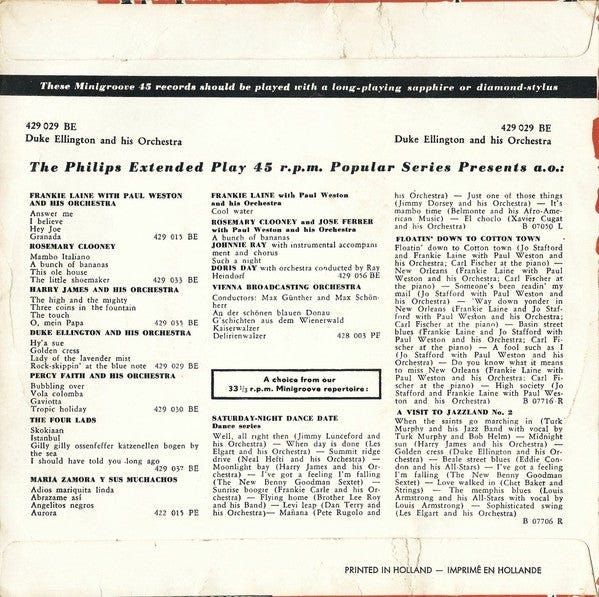 These Minigroove 45 records should be played with a long-playing sapphire or diamond-stylus
429 029 BE
Duke Ellington and his Orchestra
429 029 BE
Duke Ellington and his Orchestra
The Philips Extended Play 45 r.p.m. Popular Series Presents a.o.:
FRANKIE LAINE WITH PAUL WESTON
AND HIS ORCHESTRA
Answer me
I believe
Hey Joe
Granada 429 015 BE
ROSEMARY CLOONEY
Mambo Italiano
A bunch of bananas
This ole house
The little shoemaker 429 033 BE
HARRY JAMES AND HIS ORCHESTRA
The high and the mighty
Three coins in the fountain
The touch
O, mein Papa 429 035 BE
DUKE ELLINGTON AND HIS ORCHESTRA
Hy'a sue
Golden cress
Lady of the lavender mist
Rock-skippin' at the blue note 429 029 BE
PERCY FAITH AND HIS ORCHESTRA
Bubbling over
Vola colomba
Gaviotta
Tropic holiday 429 030 BE
THE FOUR LADS
Skokiaan
Istanbul
Gilly gilly ossenfeffer katzenellen bogen by
the sea
I should have told you long ago
429 037 BE
MARIA ZAMORA Y SUS MUCHACHOS
Adios mariquita linda
Abrazame así
Angelitos negros
Aurora 422 015 PE
FRANKIE LAINE with Paul Weston
and his Orchestra
Cool water
ROSEMARY CLOONEY and JOSE FERRER
with Paul Weston and his Orchestra
A bunch of bananas
JOHNNIE RAY with instrumental accompani
ment and chorus
Such a night
DORIS DAY with orchestra conducted by Ray
Heindorf 429 056 BE
VIENNA BROADCASTING ORCHESTRA
Conductors: Max Günther and Max Schön-
herr
An der schönen blauen Donau
G'schichten aus dem Wienerwald
Kaiserwalzer
Delirienwalzer 428 003 PE
A choice from our
33 1/3 r.p.m. Minigroove repertoire:
SATURDAY-NIGHT DANCE DATE
Dance series
Well, all right then (Jimmy Lunceford and
his Orchestra) — When day is done (Les
Elgart and his Orchestra) — Summit ridge
drive (Neal Hefti and his Orchestra) —
Moonlight bay (Harry James and his Or-
chestra) — I've got a feeling I'm falling
(The New Benny Goodman Sextet) —
Sunrise boogie (Frankie Carle and his Or-
chestra) — Flying home (Brother Lee Roy
and his Band) — Levi leap (Dan Terry and
his Orchestra)— Mañana (Pete Rugolo and
his Orchestra) — Just one of those things
(Jimmy Dorsey and his Orchestra) — It's
mambo time (Belmonte and his Afro-Ame-
rican Music) — El choclo (Xavier Cugat
and his Orchestra) B 07050 L
FLOATIN' DOWN TO COTTON TOWN
Floatin' down to Cotton town (Jo Stafford
and Frankie Laine with Paul Weston and
his Orchestra; Carl Fischer at the piano) —
New Orleans (Frankie Laine with Paul
Weston and his Orchestra; Carl Fischer at
the piano) — Someone's been readin' my
mail (Jo Stafford with Paul Weston and
his Orchestra) — 'Way down yonder in
New Orleans (Frankie Laine and Jo Staf-
ford with Paul Weston and his Orchestra;
Carl Fischer at the piano) — Basin street
blues (Frankie Laine and Jo Stafford with
Paul Weston and his Orchestra; Carl Fi-
scher at the piano) — A fool such as I
(Jo Stafford with Paul Weston and his
Orchestra) — Do you know what it means
to miss New Orleans (Frankie Laine with
Paul Weston and his Orchestra; Carl Fi-
scher at the piano) — High society (Jo
Stafford and Frankie Laine with Paul
Weston and his Orchestra) B 07716 R
A VISIT TO JAZZLAND No. 2
When the saints go marching in (Turk
Murphy and his Jazz Band with vocal by
Turk Murphy and Bob Helm) — Midnight
sun (Harry James and his Orchestra) —
Golden cress (Duke Ellington and his Or-
chestra) — Beale street blues (Eddie Con-
don and his All-Stars) — I've got a feeling
I'm falling (The New Benny Goodman
Sextet) — Love walked in (Chet Baker and
Strings) — The memphis blues (Louis
Armstrong and his All-Stars with vocal by
Louis Armstrong) — Sophisticated swing
(Les Elgart and his Orchestra)
B 07706 R
PRINTED IN HOLLAND — IMPRIMÉ EN HOLLANDE